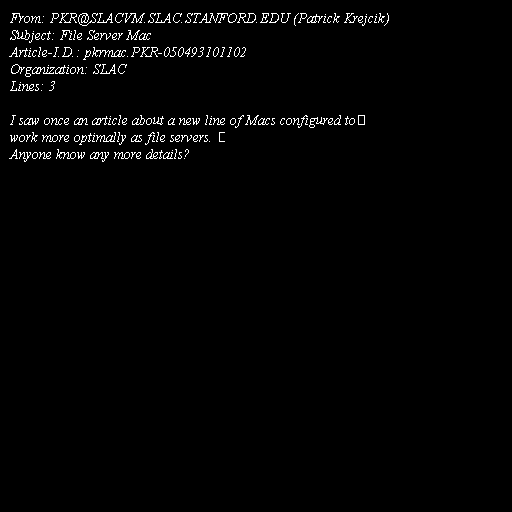 From: PKR@SLACVM.SLAC.STANFORD.EDU (Patrick Krejcik)
Subject: File Server Mac
Article-I.D.: pkrmac.PKR-050493101102
Organization: SLAC
Lines: 3

I saw once an article about a new line of Macs configured to
work more optimally as file servers.
Anyone know any more details?